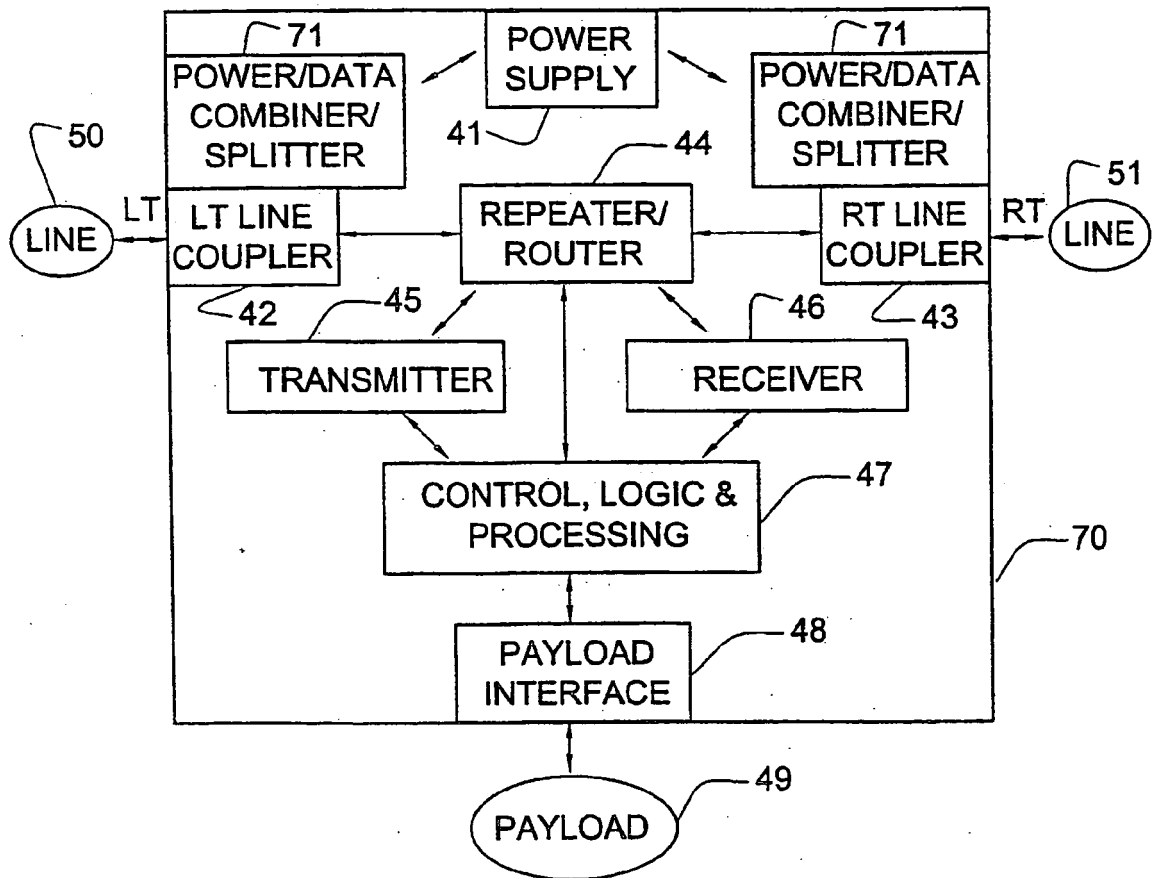 71
POWER
SUPPLY
71
POWER/DATA
COMBINER/
SPLITTER
41
POWER/DATA
COMBINER/
SPLITTER
50
44
51
LT
LINE
LT LINE
COUPLER
REPEATER/
ROUTER
RT LINE
COUPLER
RT
LINE
42
45
46
43
TRANSMITTER
RECEIVER
CONTROL, LOGIC &
PROCESSING
47
70
PAYLOAD
INTERFACE
48
PAYLOAD
49